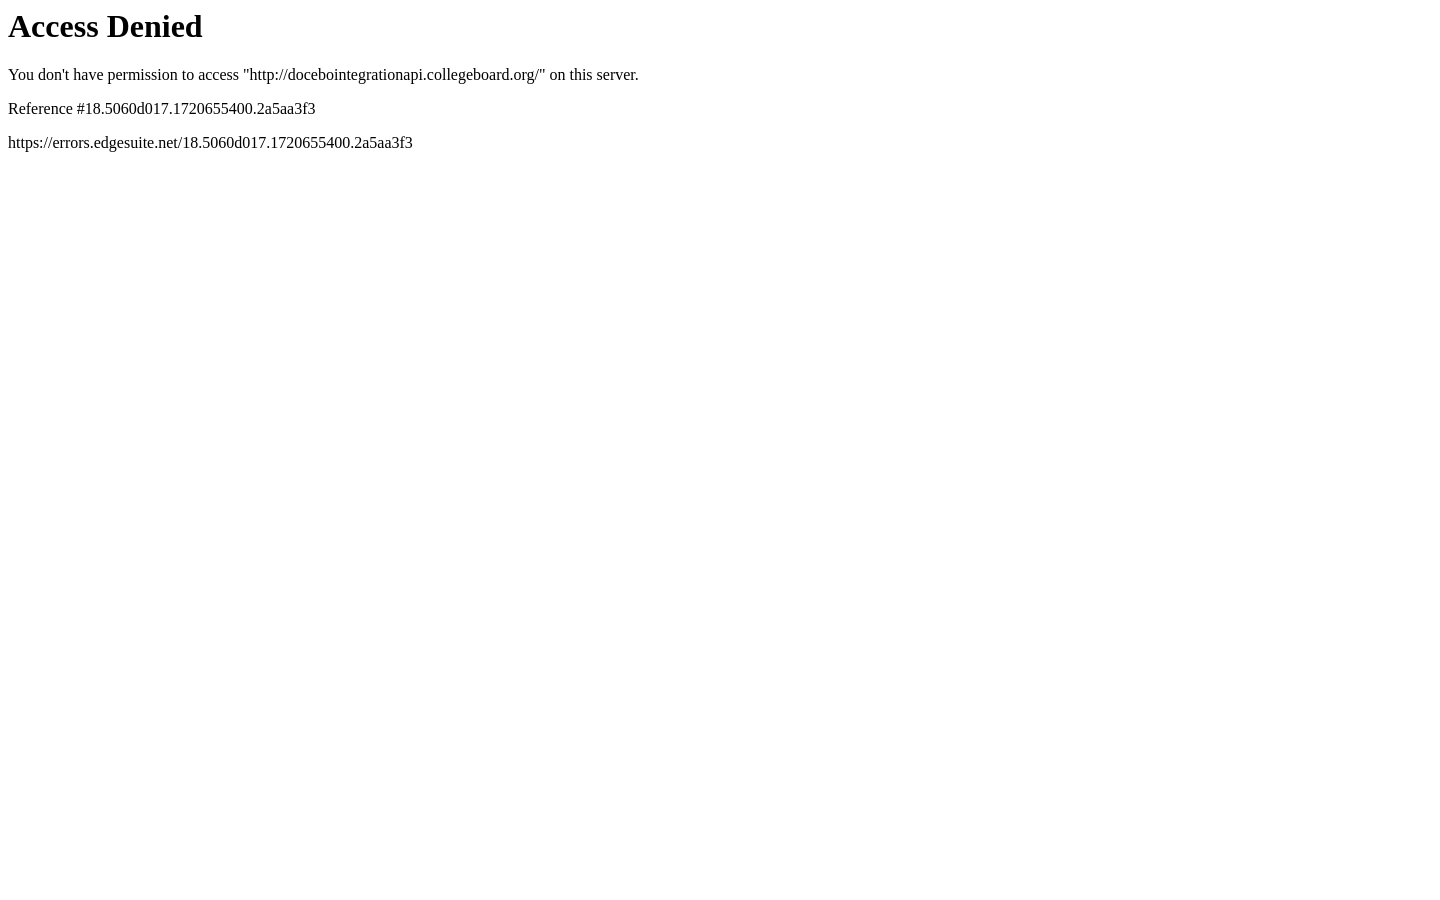 Access Denied
You don't have permission to access "http://docebointegrationapi.collegeboard.org/" on this server.
Reference #18.5060d017.1720655400.2a5aa3f3
https://errors.edgesuite.net/18.5060d017.1720655400.2a5aa3f3